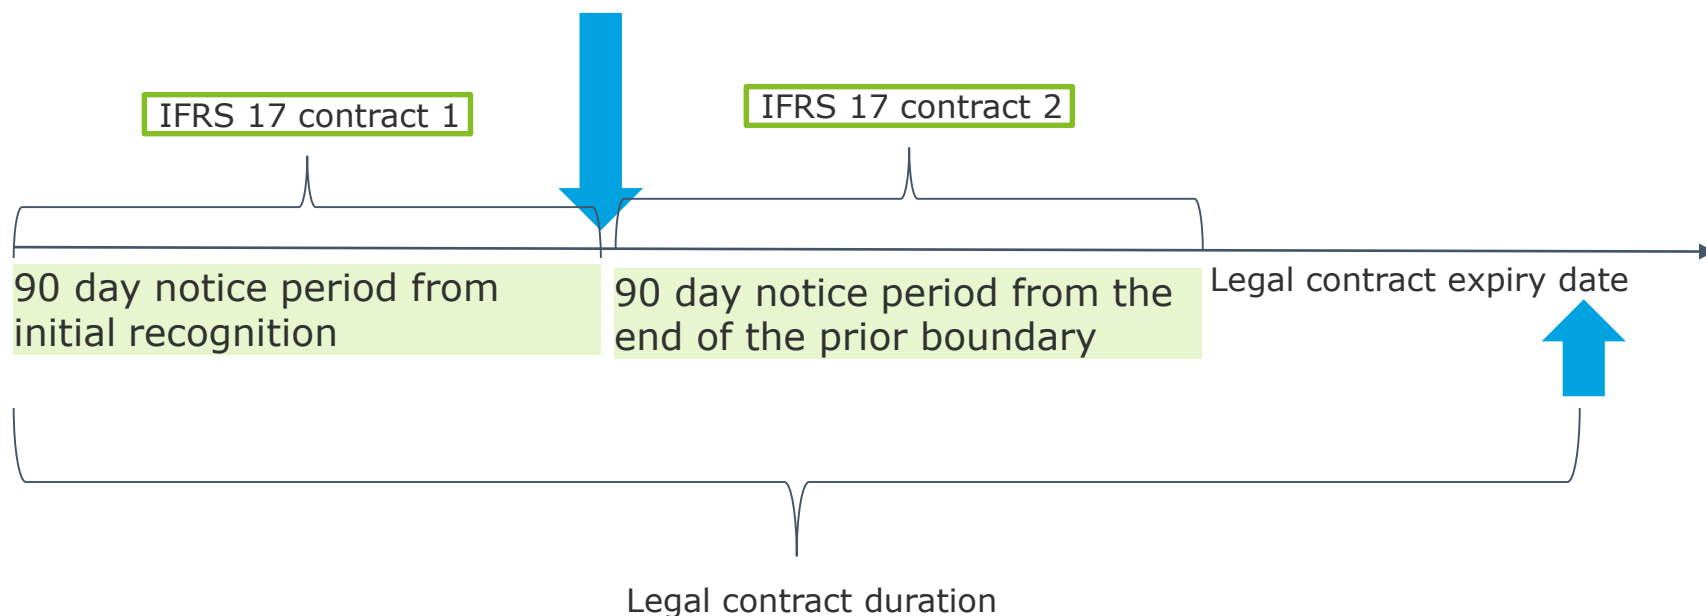 IFRS 17 contract 1
IFRS 17 contract 2
90 day notice period from
initial recognition
90 day notice period from the
end of the prior boundary
Legal contract expiry date
Legal contract duration